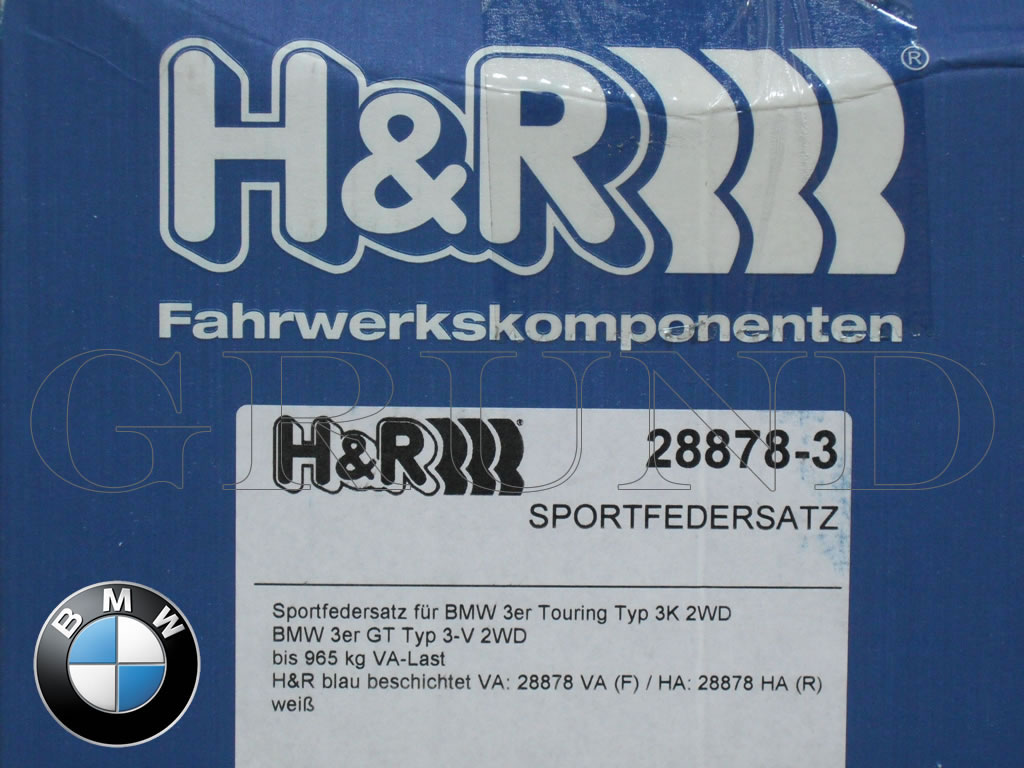 H&R®
Fahrwerkskomponenten
GRUND
H&R®
28878-3
SPORTFEDERSATZ
Sportfedersatz für BMW 3er Touring Typ 3K 2WD
BMW 3er GT Typ 3-V 2WD
bis 965 kg VA-Last
H&R blau beschichtet VA: 28878 VA (F) / HA: 28878 HA (R)
weiß
BMW